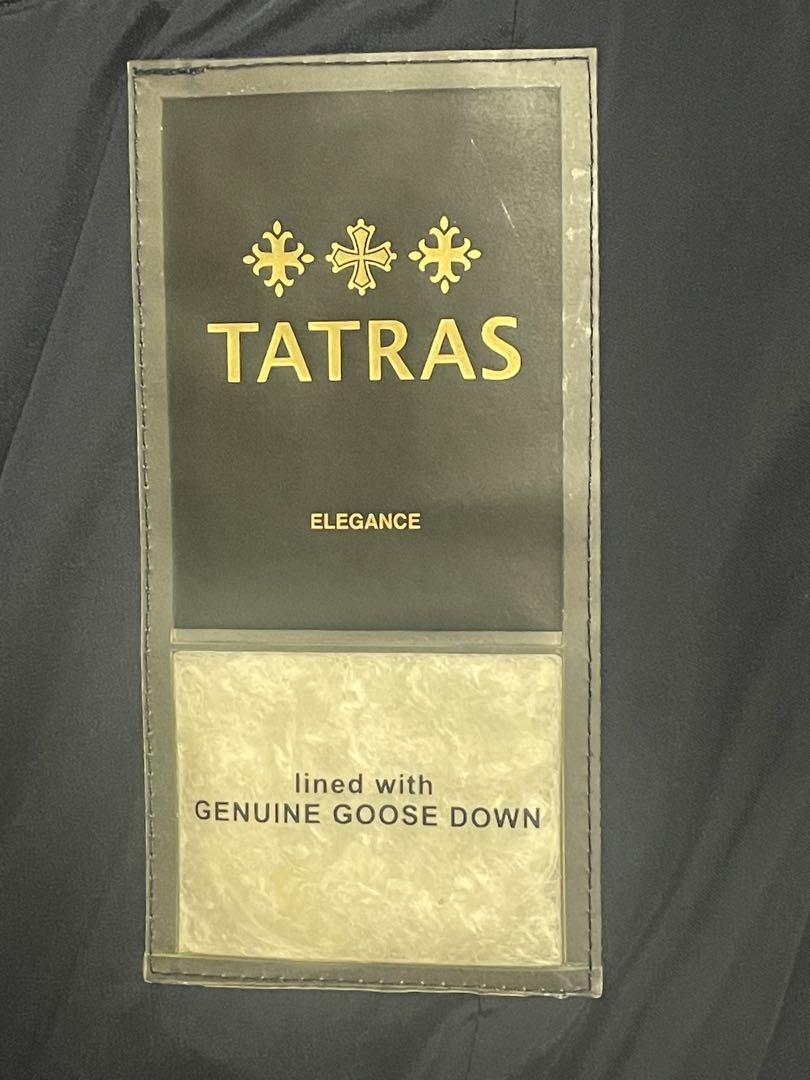 TATRAS
ELEGANCE
lined with
GENUINE GOOSE DOWN